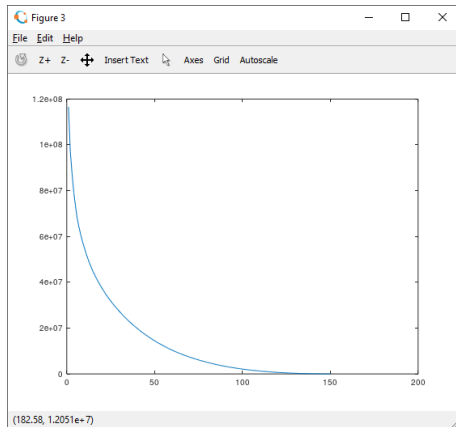 Figure 3
File Edit Help
Z+ Z- Insert Text Axes Grid Autoscale
1.2e+08
1e+08
8e+07
6e+07
4e+07
2e+07
0
0 50 100 150 200
(182.58, 1.2051e+7)